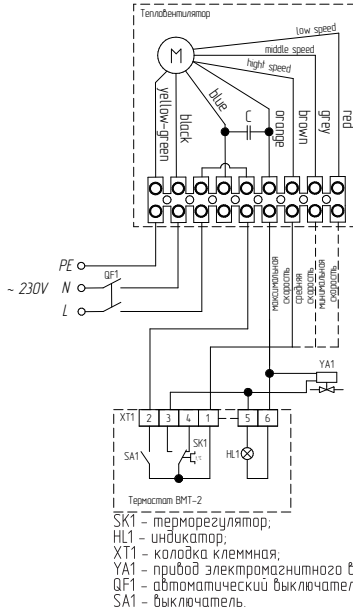 Тепловентилятор
low speed
middle speed
hight speed
M
yellow-green
black
blue
C
orange
brown
grey
red
PE
QF1
~ 230V
N
L
максимальная
скорость
средняя
скорость
минимальная
скорость
YA1
XT1
2
3
4
1
5
6
SA1
SK1
HL1
Термостат ВМТ-2
SK1 - терморегулятор;
HL1 - индикатор;
XT1 - колодка клеммная;
YA1 - привод электромагнитного в
QF1 - автоматический выключател
SA1 - выключатель.